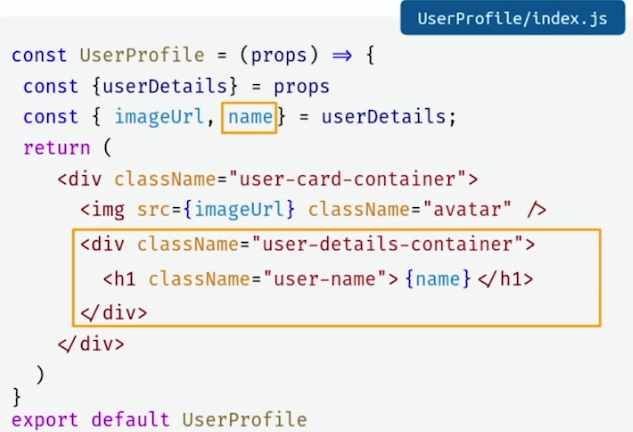 UserProfile/index.js
const UserProfile = (props) => {
const {userDetails} = props
const { imageUrl, name} = userDetails;
return (
<div className="user-card-container">
<img src={imageUrl} className="avatar" />
<div className="user-details-container">
<h1 className="user-name">{name}</h1>
</div>
</div>
)
}
export default UserProfile